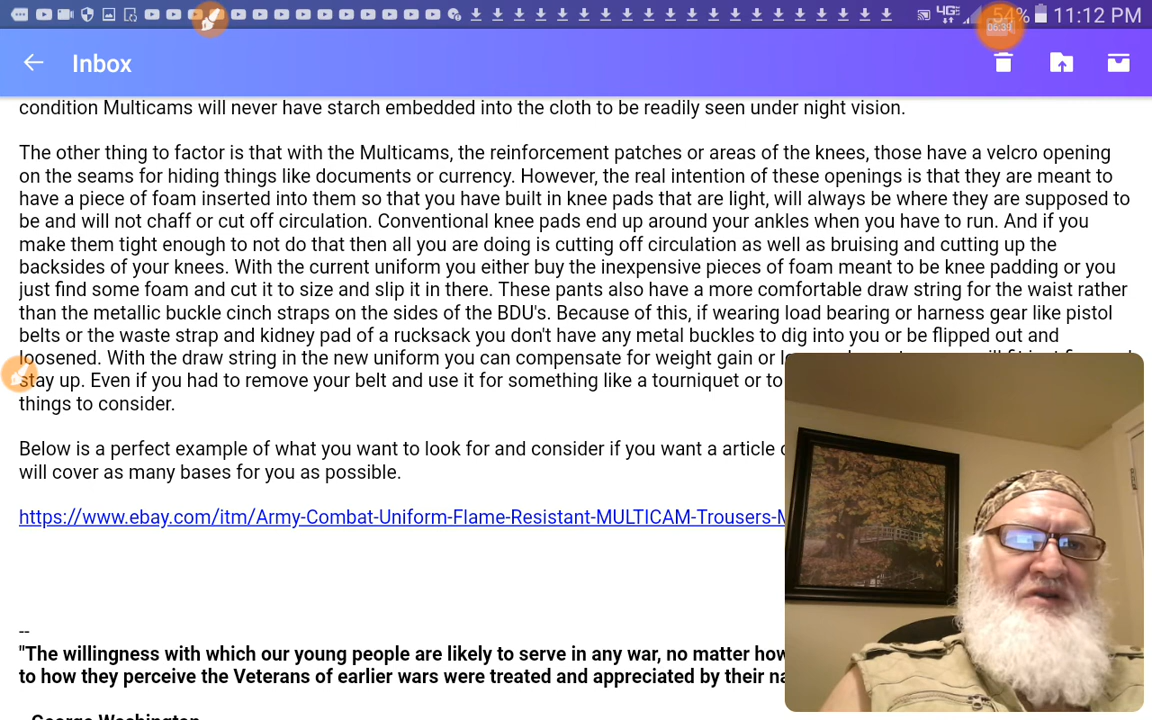 54% 11:12 PM
06:39
Inbox
condition Multicams will never have starch embedded into the cloth to be readily seen under night vision.
The other thing to factor is that with the Multicams, the reinforcement patches or areas of the knees, those have a velcro opening
on the seams for hiding things like documents or currency. However, the real intention of these openings is that they are meant to
have a piece of foam inserted into them so that you have built in knee pads that are light, will always be where they are supposed to
be and will not chaff or cut off circulation. Conventional knee pads end up around your ankles when you have to run. And if you
make them tight enough to not do that then all you are doing is cutting off circulation as well as bruising and cutting up the
backsides of your knees. With the current uniform you either buy the inexpensive pieces of foam meant to be knee padding or you
just find some foam and cut it to size and slip it in there. These pants also have a more comfortable draw string for the waist rather
than the metallic buckle cinch straps on the sides of the BDU's. Because of this, if wearing load bearing or harness gear like pistol
belts or the waste strap and kidney pad of a rucksack you don't have any metal buckles to dig into you or be flipped out and
loosened. With the draw string in the new uniform you can compensate for weight gain or
stay up. Even if you had to remove your belt and use it for something like a tourniquet or to
things to consider.
Below is a perfect example of what you want to look for and consider if you want a article
will cover as many bases for you as possible.
https://www.ebay.com/itm/Army-Combat-Uniform-Flame-Resistant-MULTICAM-Trousers-M
--
"The willingness with which our young people are likely to serve in any war, no matter how
to how they perceive the Veterans of earlier wars were treated and appreciated by their
George Washington